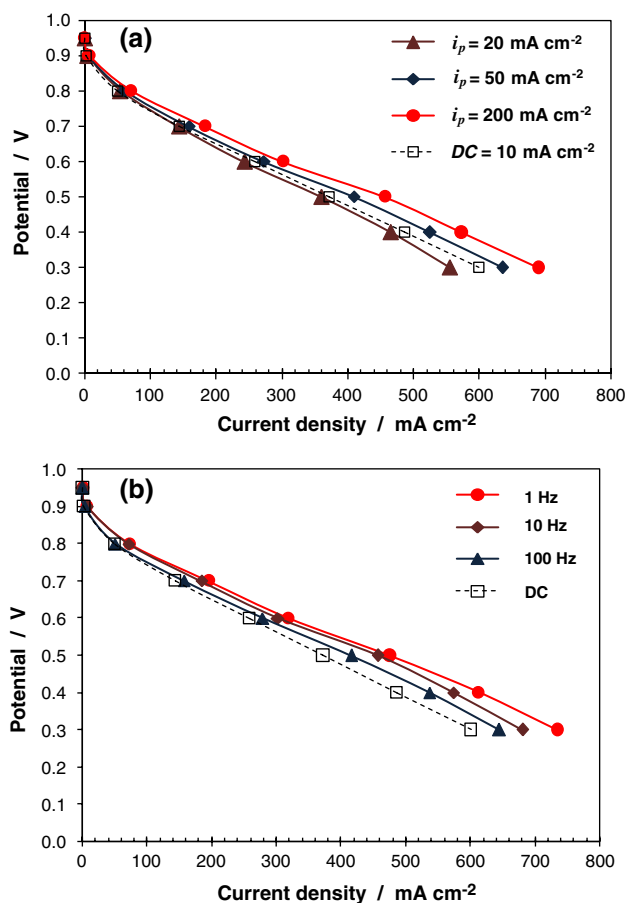 (a)
i_p = 20 mA cm-2
i_p = 50 mA cm-2
i_p = 200 mA cm-2
DC = 10 mA cm-2
Potential / V
1.0
0.9
0.8
0.7
0.6
0.5
0.4
0.3
0.2
0.1
0.0
0 100 200 300 400 500 600 700 800
Current density / mA cm-2
(b)
1 Hz
10 Hz
100 Hz
DC
Potential / V
1.0
0.9
0.8
0.7
0.6
0.5
0.4
0.3
0.2
0.1
0.0
0 100 200 300 400 500 600 700 800
Current density / mA cm-2